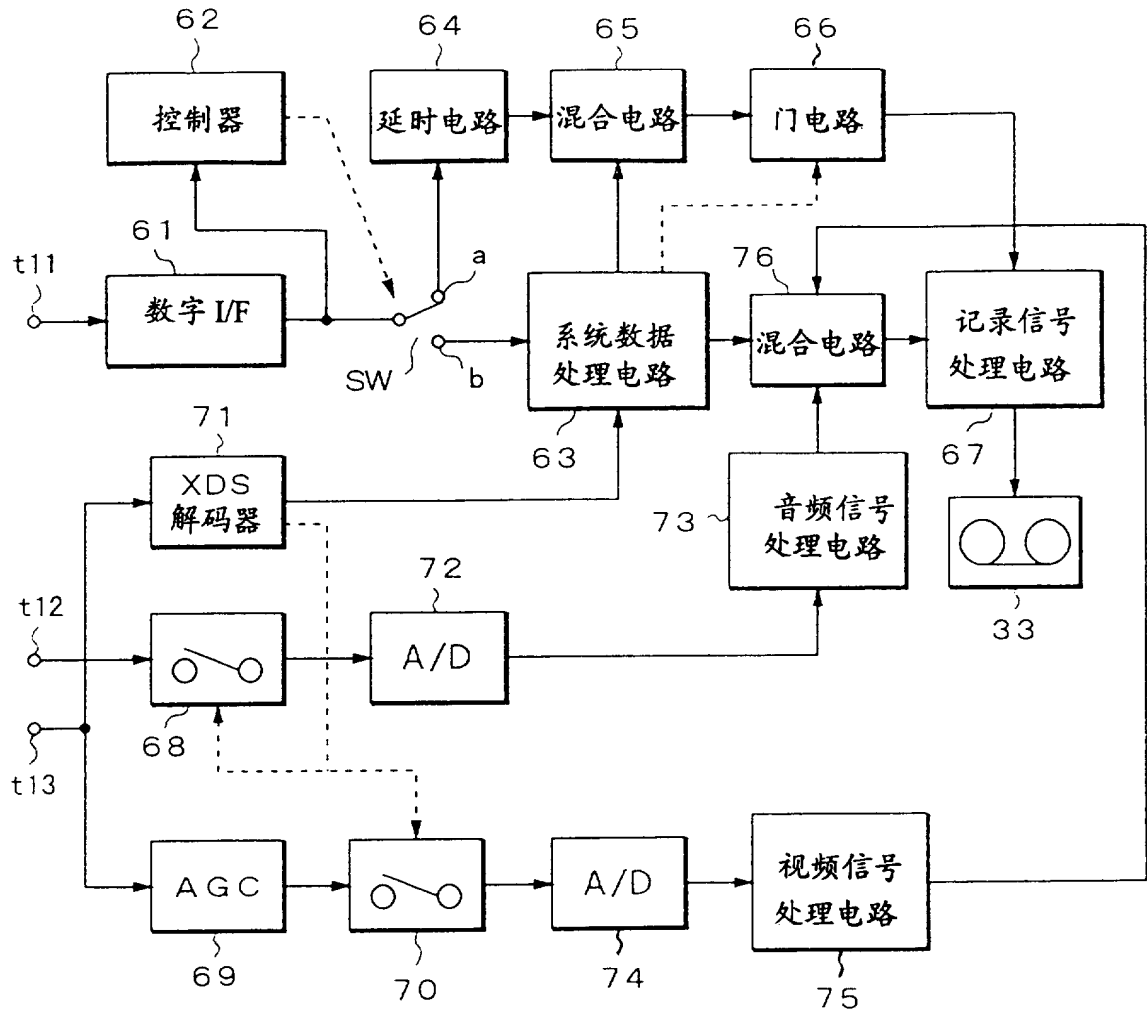 62
64
65
66
控制器
延时电路
混合电路
门电路
61
t11
数字 I/F
a
SW
b
76
系统数据
处理电路
63
混合电路
记录信号
处理电路
67
71
XDS
解码器
73
音频信号
处理电路
33
72
t12
A/D
68
t13
AGC
69
70
A/D
74
视频信号
处理电路
75